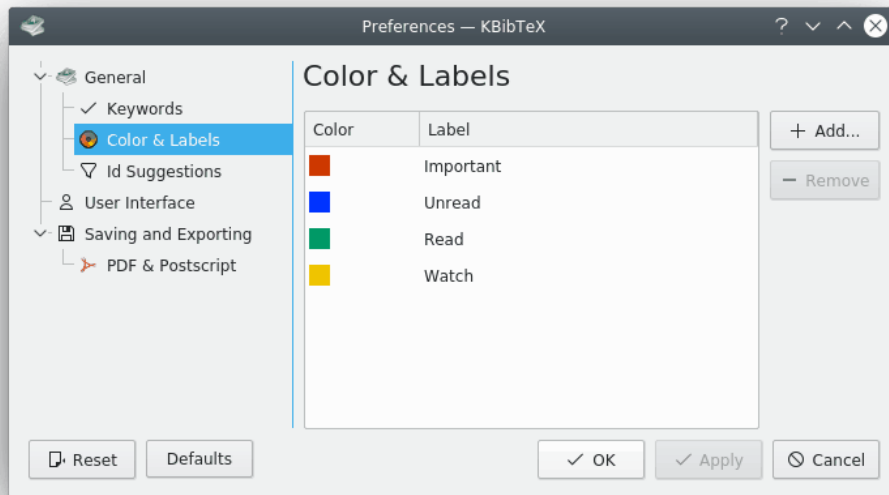 Preferences — KBibTeX
?
General
Keywords
Color & Labels
Id Suggestions
User Interface
Saving and Exporting
PDF & Postscript
Color & Labels
Color Label
Important
Unread
Read
Watch
+ Add...
− Remove
Reset
Defaults
OK
Apply
Cancel